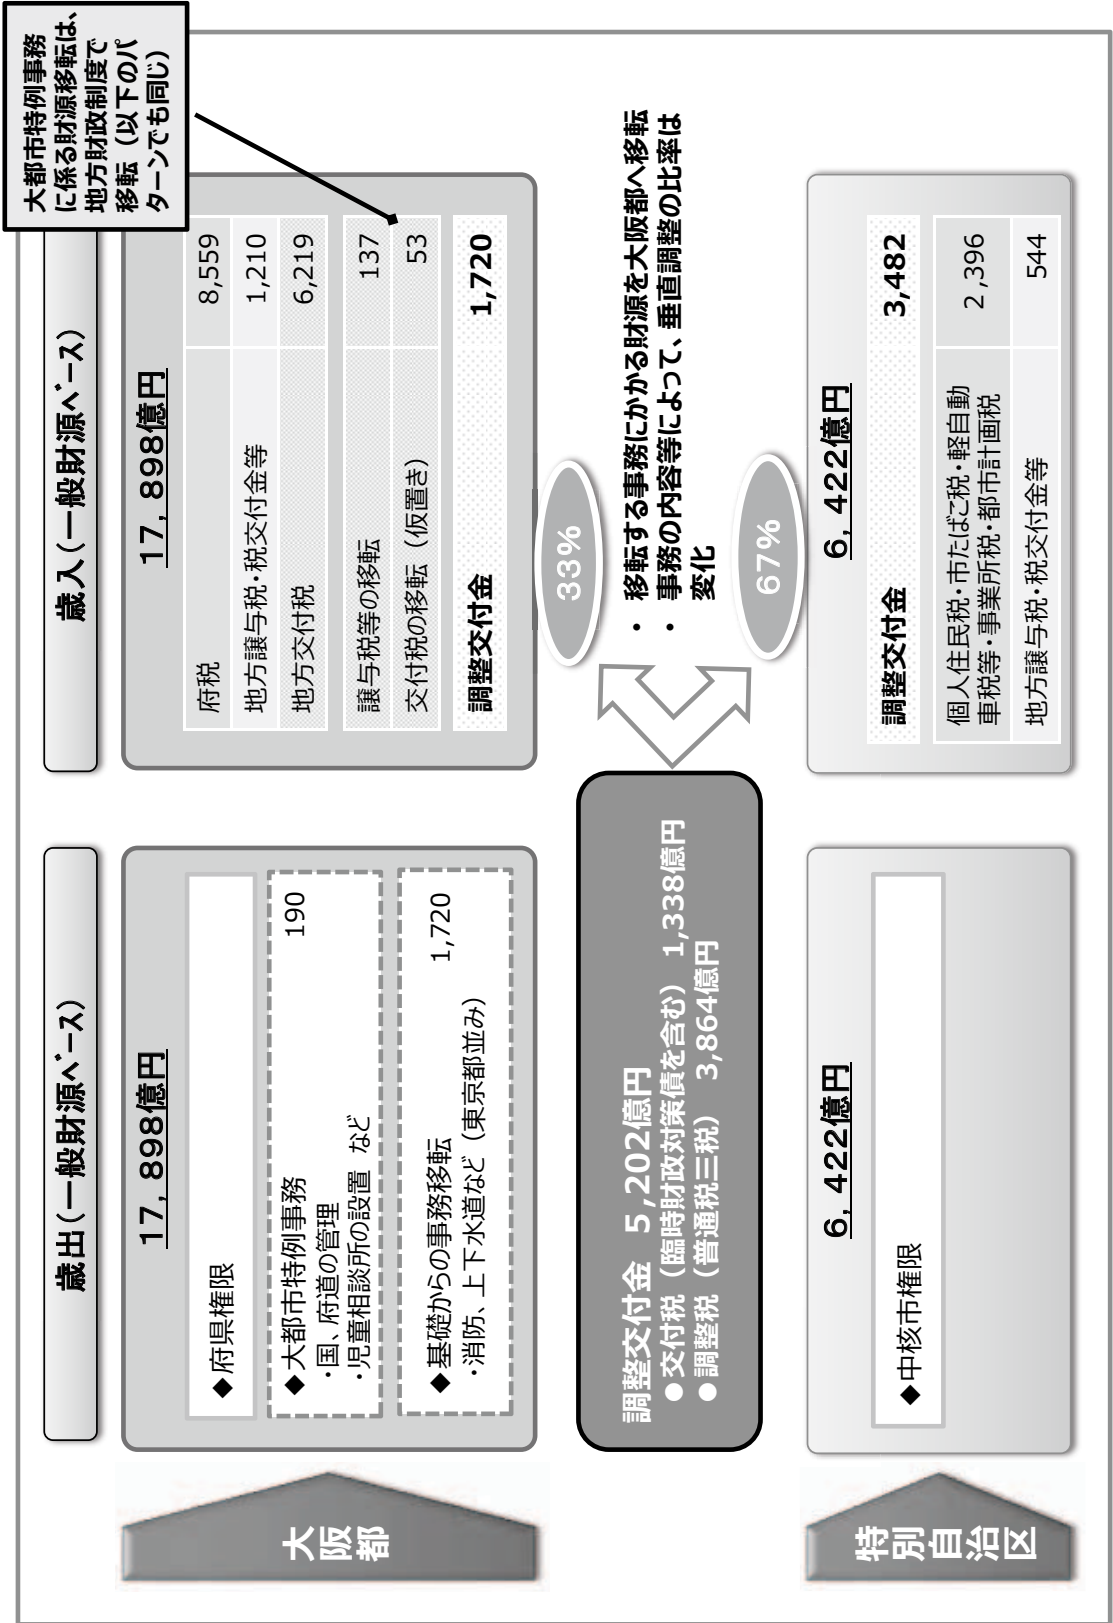 大都市特例事務
に係る財源移転は、
地方財政制度で
移転（以下のパ
ターンでも同じ）
歳出（一般財源ベース）
歳入（一般財源ベース）
大阪都
17，898億円
◆府県権限
◆大都市特例事務 190
・国、府道の管理
・児童相談所の設置 など
◆基礎からの事務移転 1,720
・消防、上下水道など（東京都並み）
17，898億円
府税 8,559
地方譲与税・税交付金等 1,210
地方交付税 6,219
譲与税等の移転 137
交付税の移転（仮置き） 53
調整交付金 1,720
調整交付金 5,202億円
●交付税（臨時財政対策債を含む） 1,338億円
●調整税（普通税三税） 3,864億円
33%
67%
・ 移転する事務にかかる財源を大阪都へ移転
・ 事務の内容等によって、垂直調整の比率は
変化
特別自治区
6，422億円
◆中核市権限
6，422億円
調整交付金 3,482
個人住民税・市たばこ税・軽自動
車税等・事業所税・都市計画税 2,396
地方譲与税・税交付金等 544